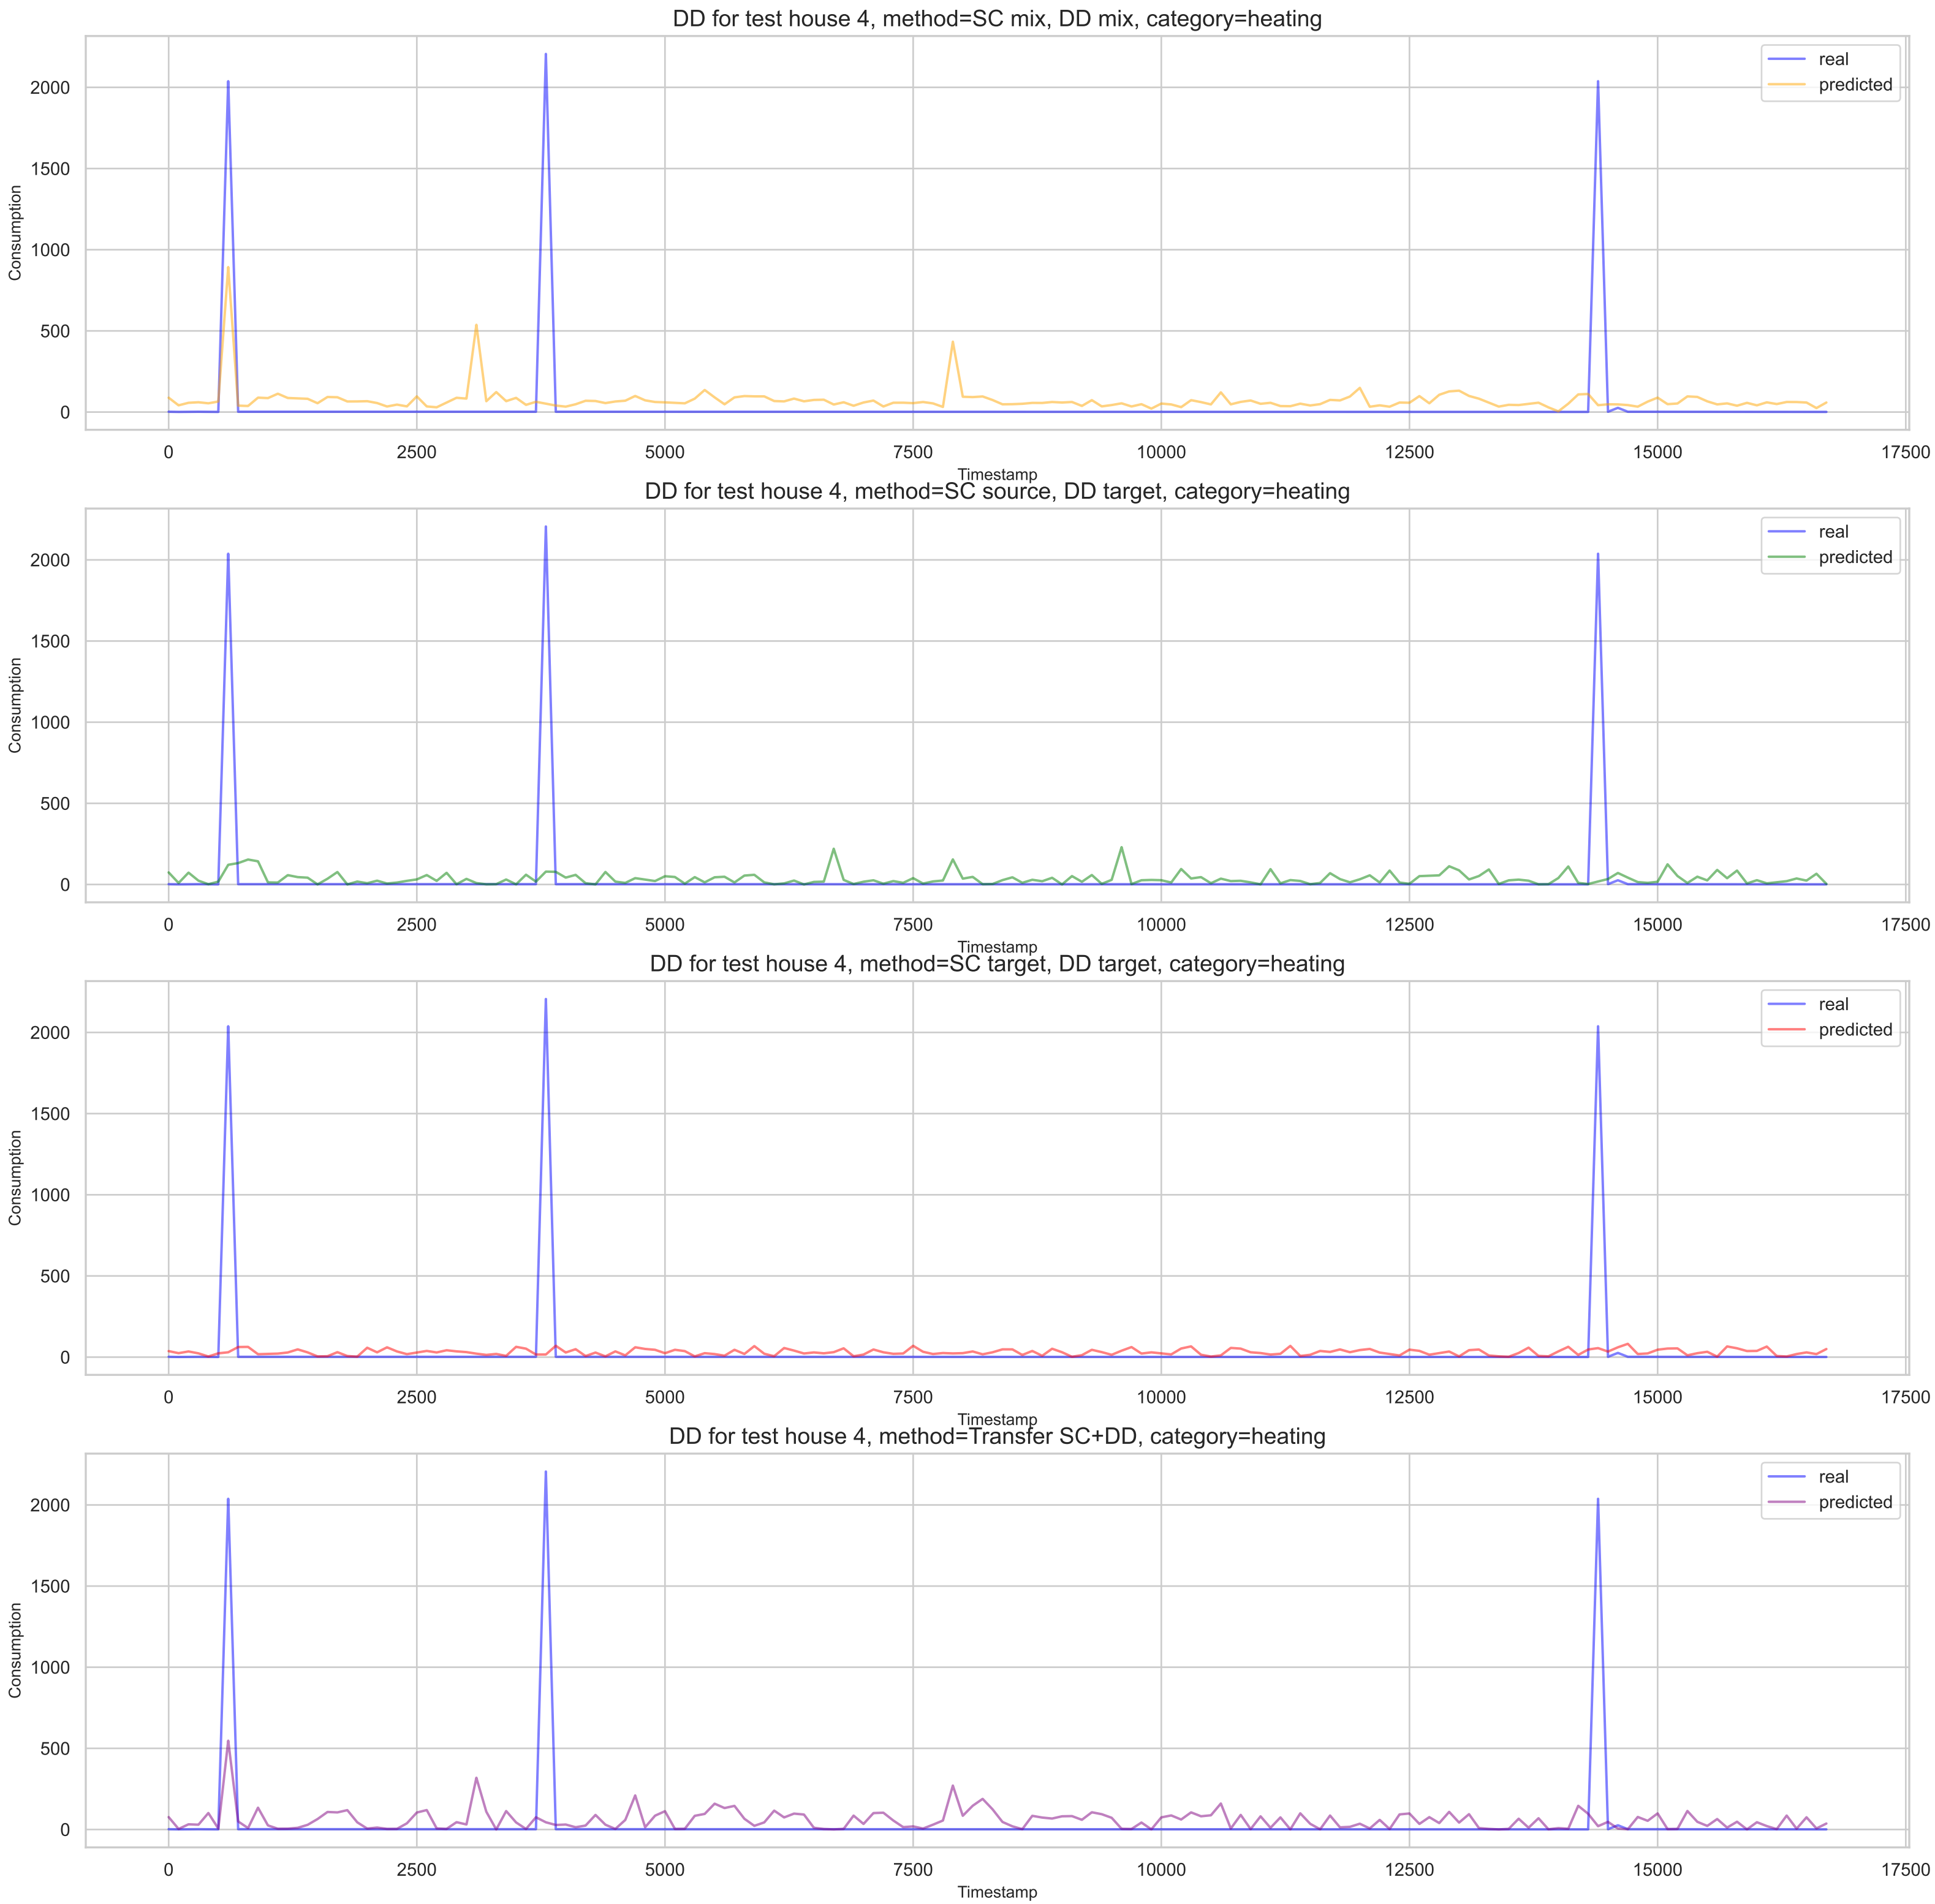 DD for test house 4, method=SC mix, DD mix, category=heating
real
predicted
2000
1500
1000
500
0
Consumption
0 2500 5000 7500 10000 12500 15000 17500
Timestamp
DD for test house 4, method=SC source, DD target, category=heating
real
predicted
2000
1500
1000
500
0
Consumption
0 2500 5000 7500 10000 12500 15000 17500
Timestamp
DD for test house 4, method=SC target, DD target, category=heating
real
predicted
2000
1500
1000
500
0
Consumption
0 2500 5000 7500 10000 12500 15000 17500
Timestamp
DD for test house 4, method=Transfer SC+DD, category=heating
real
predicted
2000
1500
1000
500
0
Consumption
0 2500 5000 7500 10000 12500 15000 17500
Timestamp